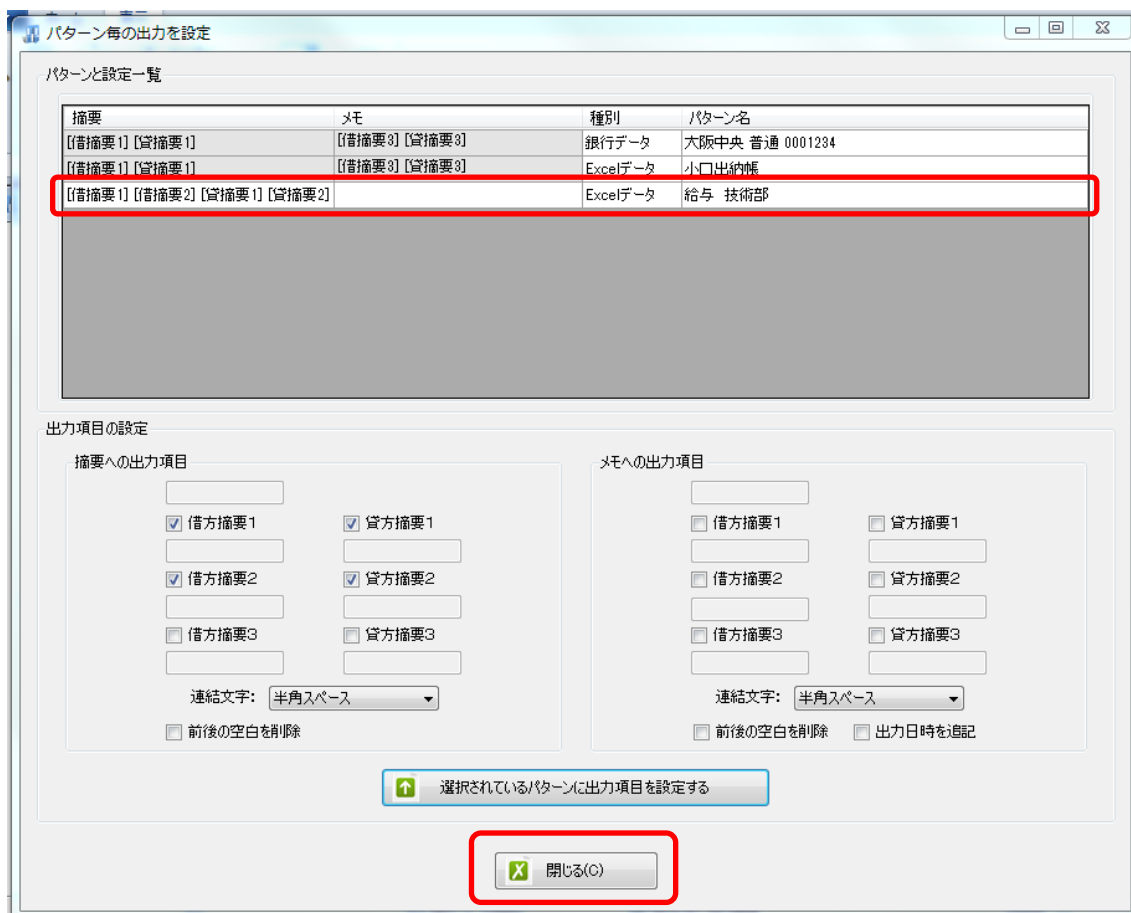 パターン毎の出力を設定
パターンと設定一覧
摘要 メモ 種別 パターン名
[借摘要1] [貸摘要1] [借摘要3] [貸摘要3] 銀行データ 大阪中央 普通 0001234
[借摘要1] [貸摘要1] [借摘要3] [貸摘要3] Excelデータ 小口出納帳
[借摘要1] [借摘要2] [貸摘要1] [貸摘要2] Excelデータ 給与 技術部
出力項目の設定
摘要への出力項目 メモへの出力項目
借方摘要1 貸方摘要1 借方摘要1 貸方摘要1
借方摘要2 貸方摘要2 借方摘要2 貸方摘要2
借方摘要3 貸方摘要3 借方摘要3 貸方摘要3
連結文字： 半角スペース 連結文字： 半角スペース
前後の空白を削除 前後の空白を削除 出力日時を追記
選択されているパターンに出力項目を設定する
閉じる(C)